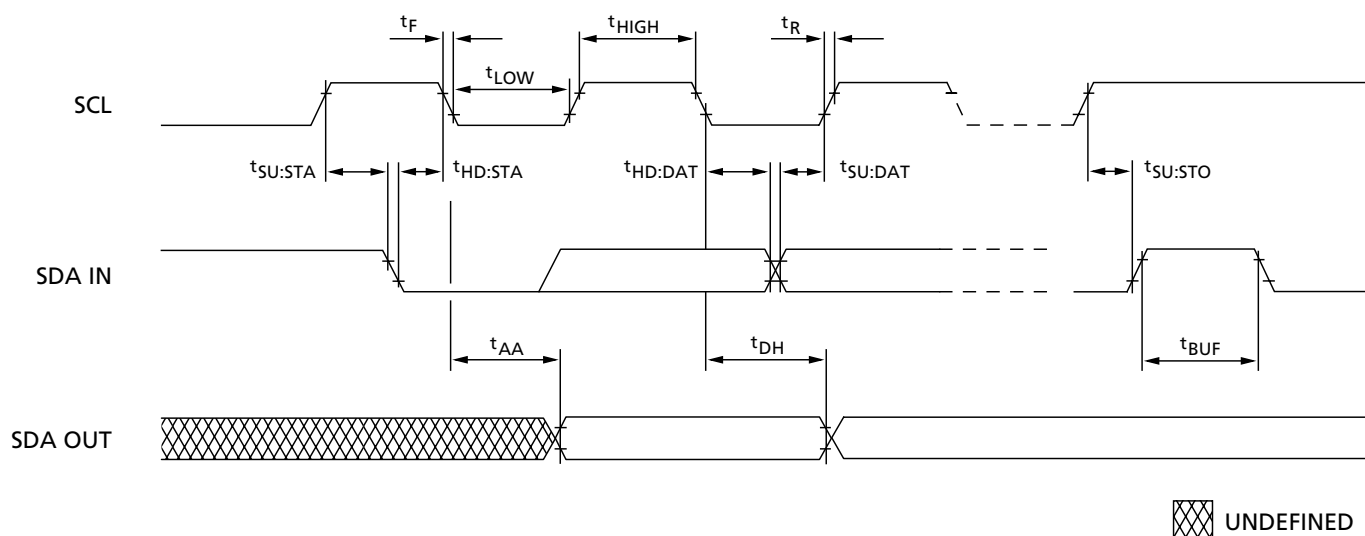 tF
tHIGH
tR
tLOW
SCL
tSU:STA
tHD:STA
tHD:DAT
tSU:DAT
tSU:STO
SDA IN
tAA
tDH
tBUF
SDA OUT
UNDEFINED